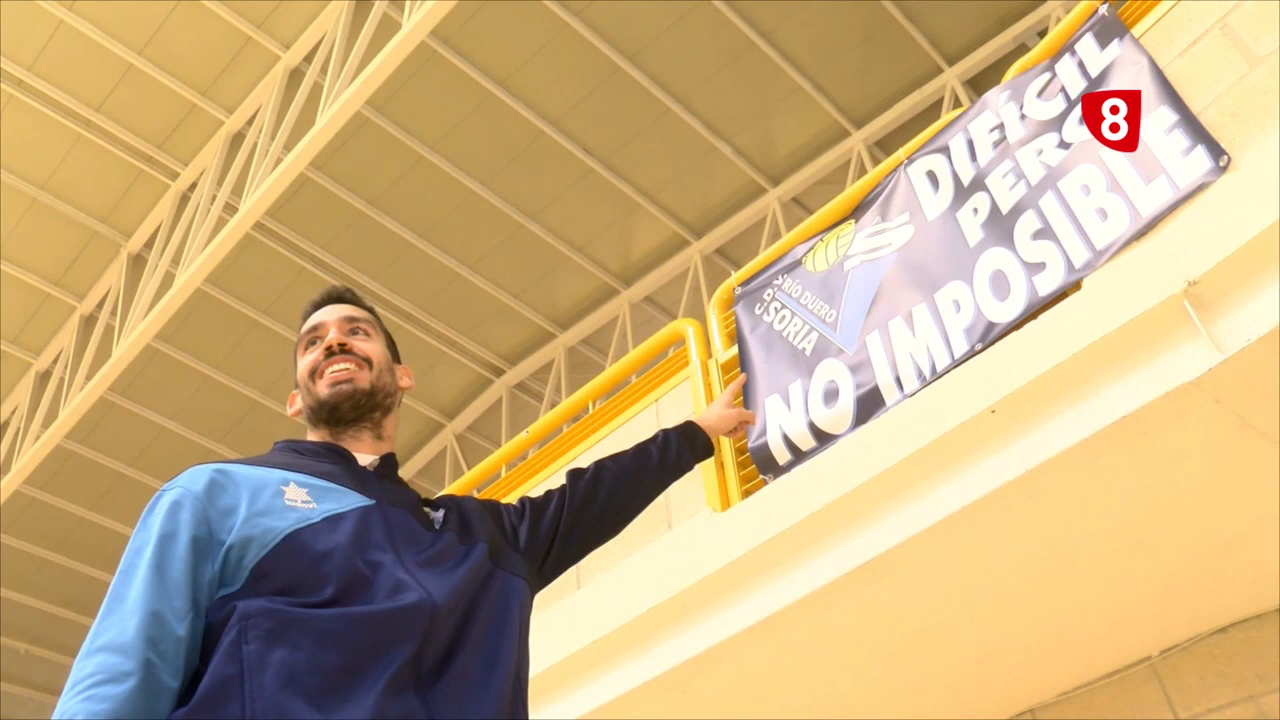 8
DIFÍCIL
PERO
NO IMPOSIBLE
S
C.D.
RÍO DUERO
SORIA